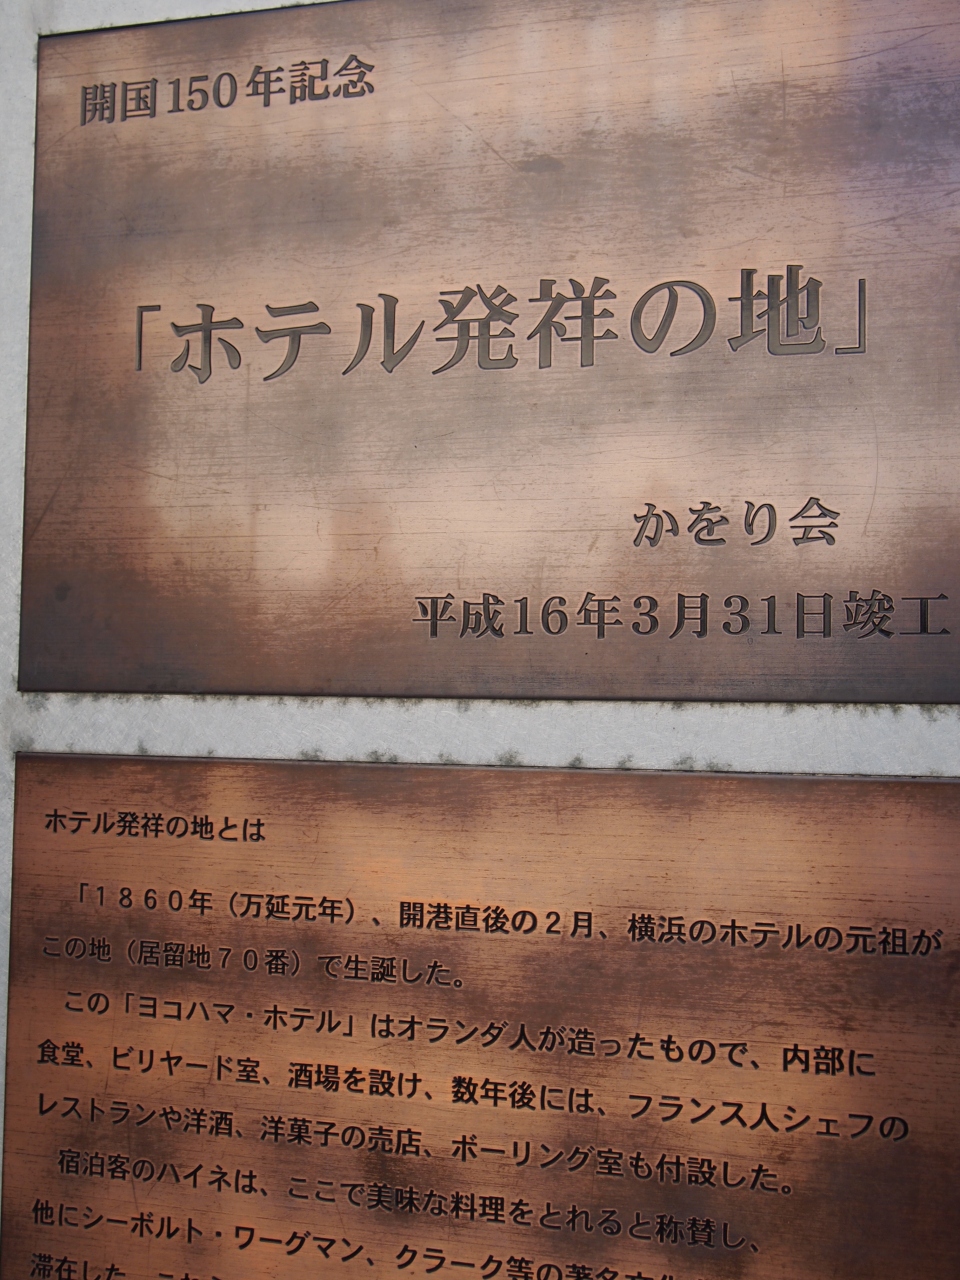 開国150年記念
「ホテル発祥の地」
かをり会
平成16年3月31日竣工
ホテル発祥の地とは
「1860年（万延元年）、開港直後の2月、横浜のホテルの元祖が
この地（居留地70番）で生誕した。
この「ヨコハマ・ホテル」はオランダ人が造ったもので、内部に
食堂、ビリヤード室、酒場を設け、数年後には、フランス人シェフの
レストランや洋酒、洋菓子の売店、ボーリング室も付設した。
宿泊客のハイネは、ここで美味な料理をとれると称賛し、
他にシーボルト・ワーグマン、クラーク等の著名文化
滞在した。